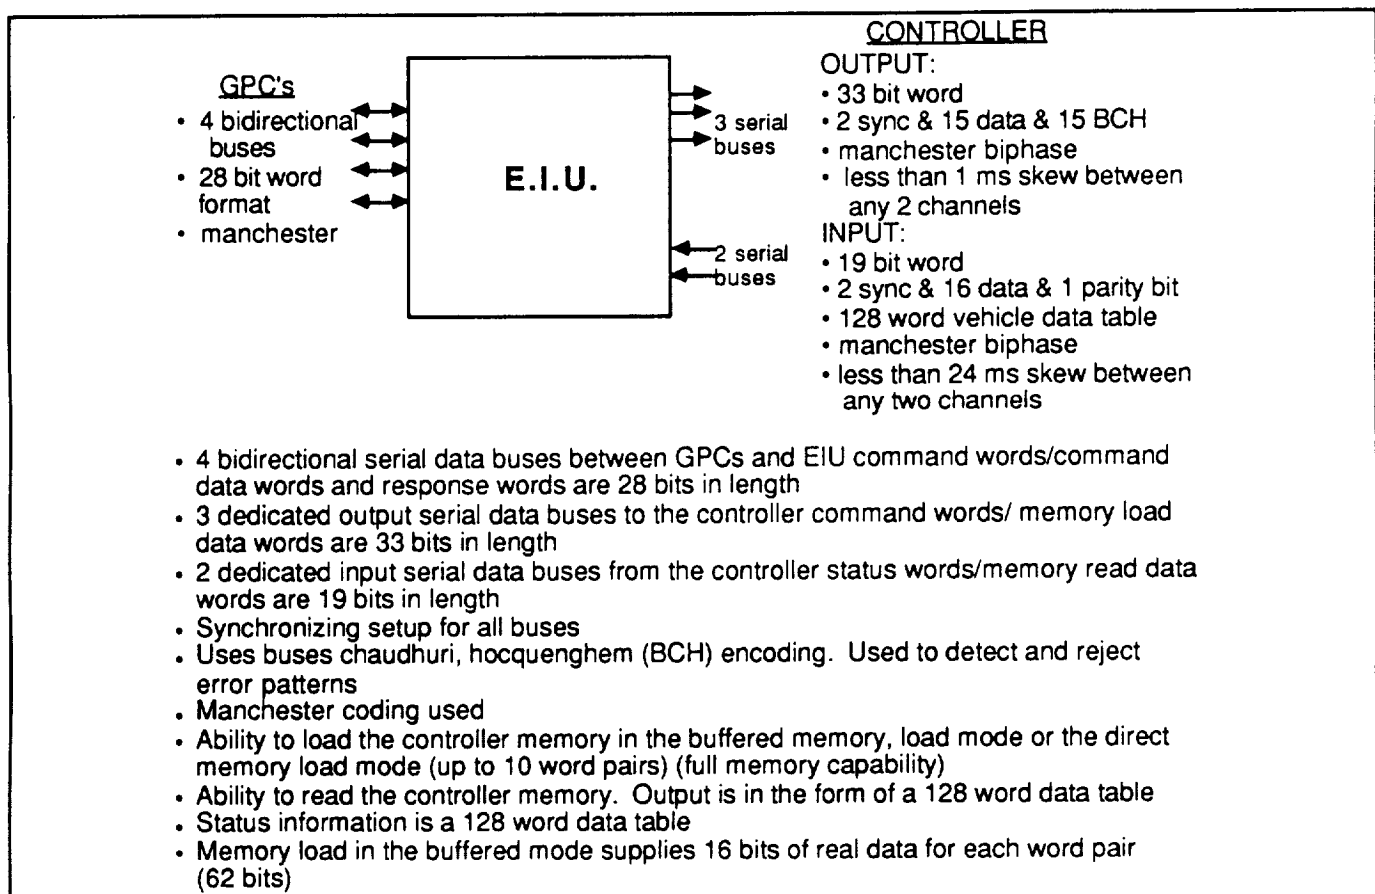 GPC's
• 4 bidirectional
buses
• 28 bit word
format
• manchester
E.I.U.
3 serial
buses
2 serial
buses
CONTROLLER
OUTPUT:
• 33 bit word
• 2 sync & 15 data & 15 BCH
• manchester biphase
• less than 1 ms skew between
any 2 channels
INPUT:
• 19 bit word
• 2 sync & 16 data & 1 parity bit
• 128 word vehicle data table
• manchester biphase
• less than 24 ms skew between
any two channels
• 4 bidirectional serial data buses between GPCs and EIU command words/command
data words and response words are 28 bits in length
• 3 dedicated output serial data buses to the controller command words/ memory load
data words are 33 bits in length
• 2 dedicated input serial data buses from the controller status words/memory read data
words are 19 bits in length
• Synchronizing setup for all buses
• Uses buses chaudhuri, hocquenghem (BCH) encoding. Used to detect and reject
error patterns
• Manchester coding used
• Ability to load the controller memory in the buffered memory, load mode or the direct
memory load mode (up to 10 word pairs) (full memory capability)
• Ability to read the controller memory. Output is in the form of a 128 word data table
• Status information is a 128 word data table
• Memory load in the buffered mode supplies 16 bits of real data for each word pair
(62 bits)